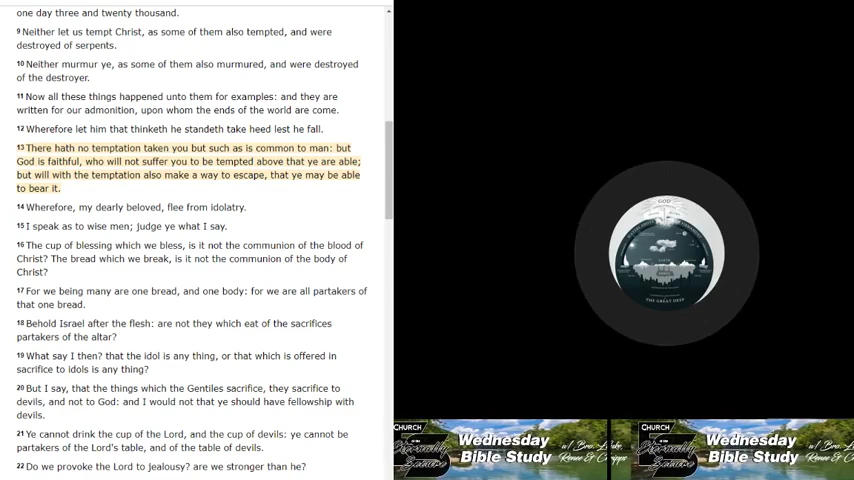 one day three and twenty thousand.
9 Neither let us tempt Christ, as some of them also tempted, and were
destroyed of serpents.
10 Neither murmur ye, as some of them also murmured, and were destroyed
of the destroyer.
11 Now all these things happened unto them for examples: and they are
written for our admonition, upon whom the ends of the world are come.
12 Wherefore let him that thinketh he standeth take heed lest he fall.
13 There hath no temptation taken you but such as is common to man: but
God is faithful, who will not suffer you to be tempted above that ye are able;
but will with the temptation also make a way to escape, that ye may be able
to bear it.
14 Wherefore, my dearly beloved, flee from idolatry.
15 I speak as to wise men; judge ye what I say.
16 The cup of blessing which we bless, is it not the communion of the blood of
Christ? The bread which we break, is it not the communion of the body of
Christ?
17 For we being many are one bread, and one body: for we are all partakers of
that one bread.
18 Behold Israel after the flesh: are not they which eat of the sacrifices
partakers of the altar?
19 What say I then? that the idol is any thing, or that which is offered in
sacrifice to idols is any thing?
20 But I say, that the things which the Gentiles sacrifice, they sacrifice to
devils, and not to God: and I would not that ye should have fellowship with
devils.
21 Ye cannot drink the cup of the Lord, and the cup of devils: ye cannot be
partakers of the Lord's table, and of the table of devils.
22 Do we provoke the Lord to jealousy? are we stronger than he?
GOD
EARTH
THE GREAT DEEP
CHURCH
Eternally
Secure
Wednesday
Bible Study
w/ Bro.
Renee &
CHURCH
Eternally
Secure
Wednesday
Bible Study
w/ Bro.
Renee &